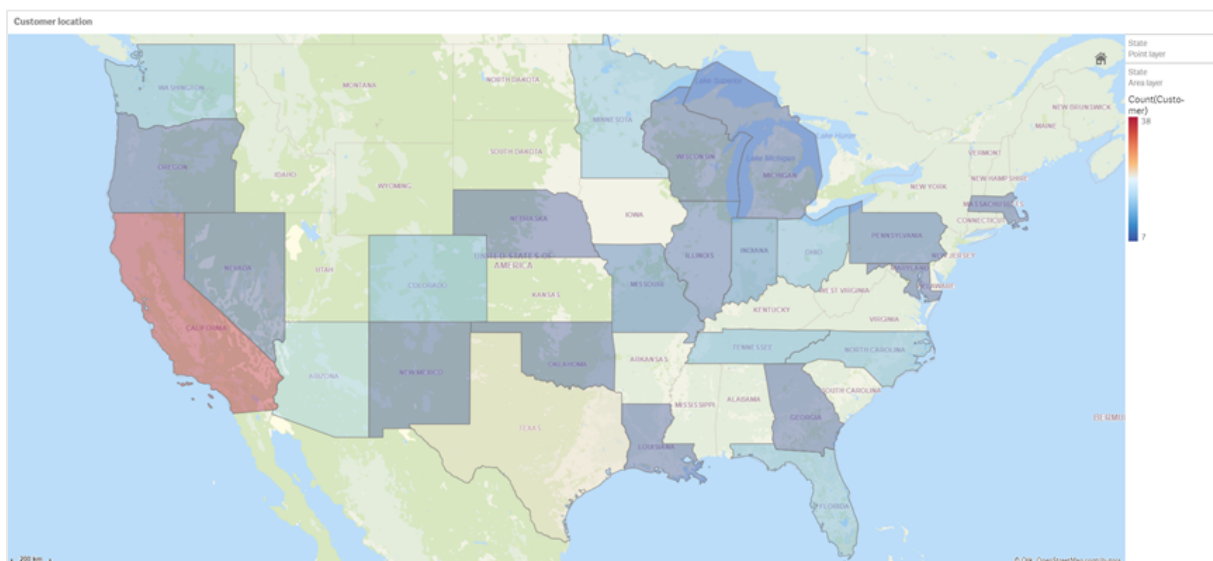 Customer location
State
Point layer
State
Area layer
Count(Custo-
mer)
38
7
WASHINGTON
MONTANA
NORTH DAKOTA
MINNESOTA
Lake Superior
Lake Huron
NEW BRUNSWICK
MAINE
OREGON
IDAHO
SOUTH DAKOTA
WISCONSIN
Lake Michigan
MICHIGAN
VERMONT
NEW HAMPSHIRE
NEW YORK
WYOMING
MASSACHUSETTS
CONNECTICUT
IOWA
NEBRASKA
PENNSYLVANIA
NEVADA
UTAH
UNITED STATES OF
AMERICA
ILLINOIS
INDIANA
OHIO
NEW JERSEY
MARYLAND
DELAWARE
COLORADO
KANSAS
MISSOURI
WEST VIRGINIA
KENTUCKY
VIRGINIA
CALIFORNIA
TENNESSEE
NORTH CAROLINA
ARIZONA
NEW MEXICO
OKLAHOMA
ARKANSAS
SOUTH CAROLINA
MISSISSIPPI
ALABAMA
GEORGIA
BERMU
TEXAS
LOUISIANA
FLORIDA
200 km